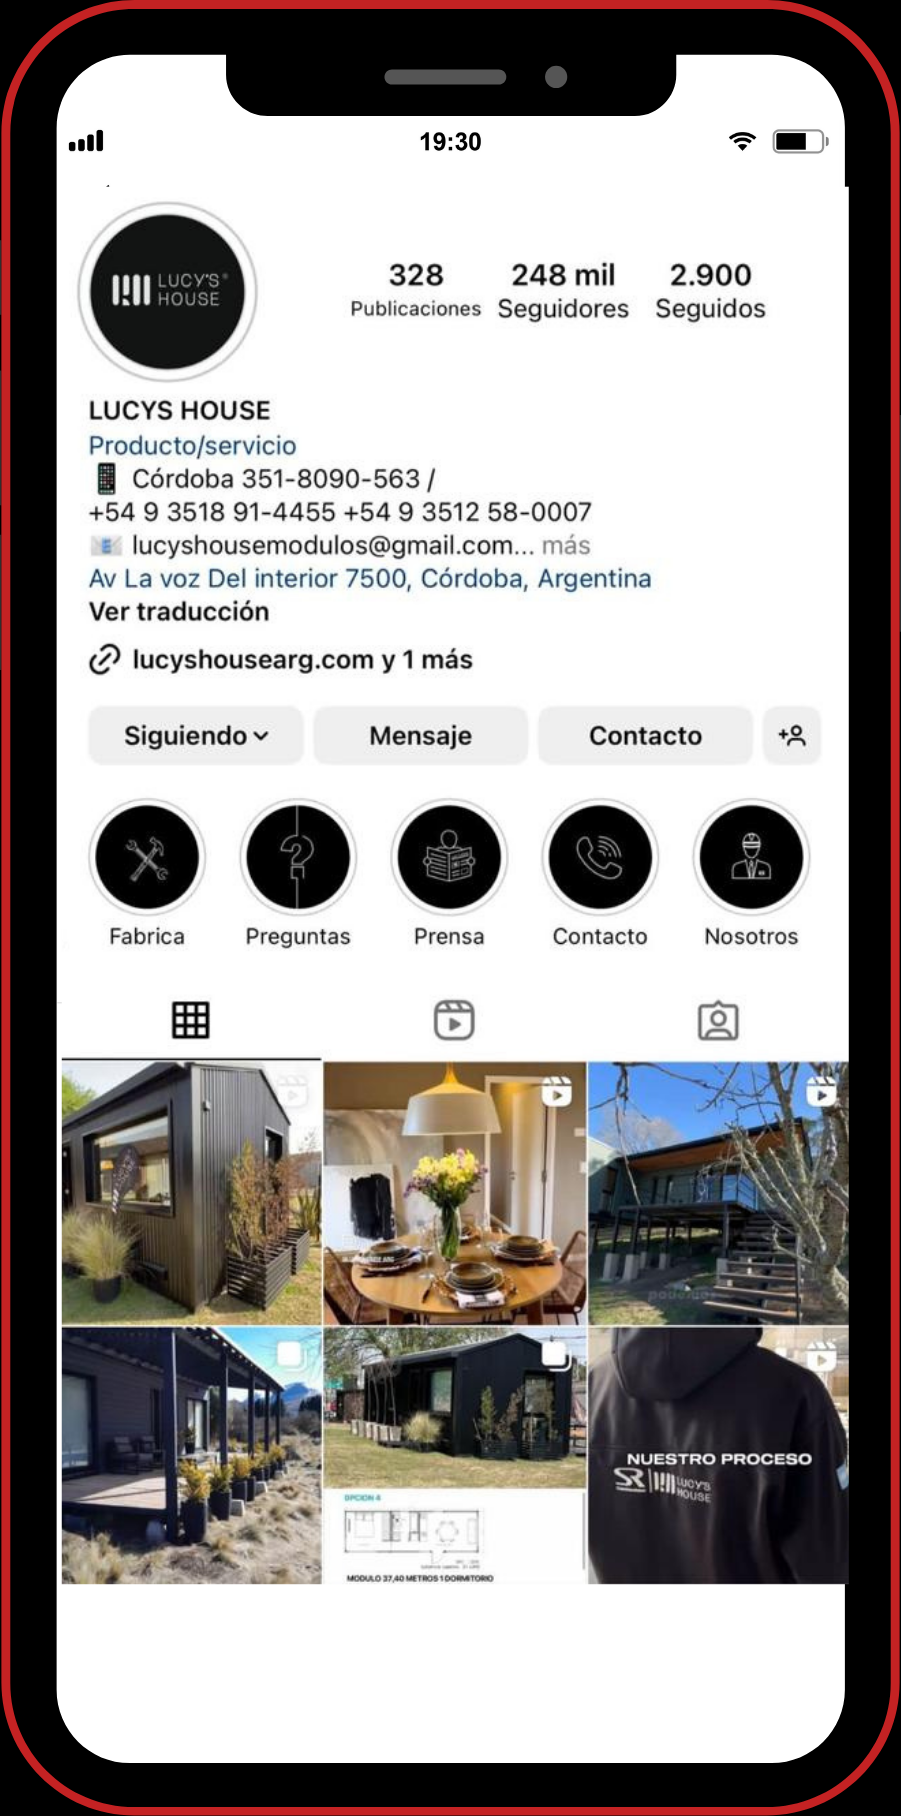 19:30
LUCY'S®
HOUSE
328 248 mil 2.900
Publicaciones Seguidores Seguidos
LUCYS HOUSE
Producto/servicio
📱 Córdoba 351-8090-563 /
+54 9 3518 91-4455 +54 9 3512 58-0007
📧 lucyshousemodulos@gmail.com... más
Av La voz Del interior 7500, Córdoba, Argentina
Ver traducción
lucyshousearg.com y 1 más
Siguiendo Mensaje Contacto
Fabrica Preguntas Prensa Contacto Nosotros
NUESTRO PROCESO
SR LUCY'S
HOUSE
OPCION 4
MODULO 37,40 METROS 1 DORMITORIO